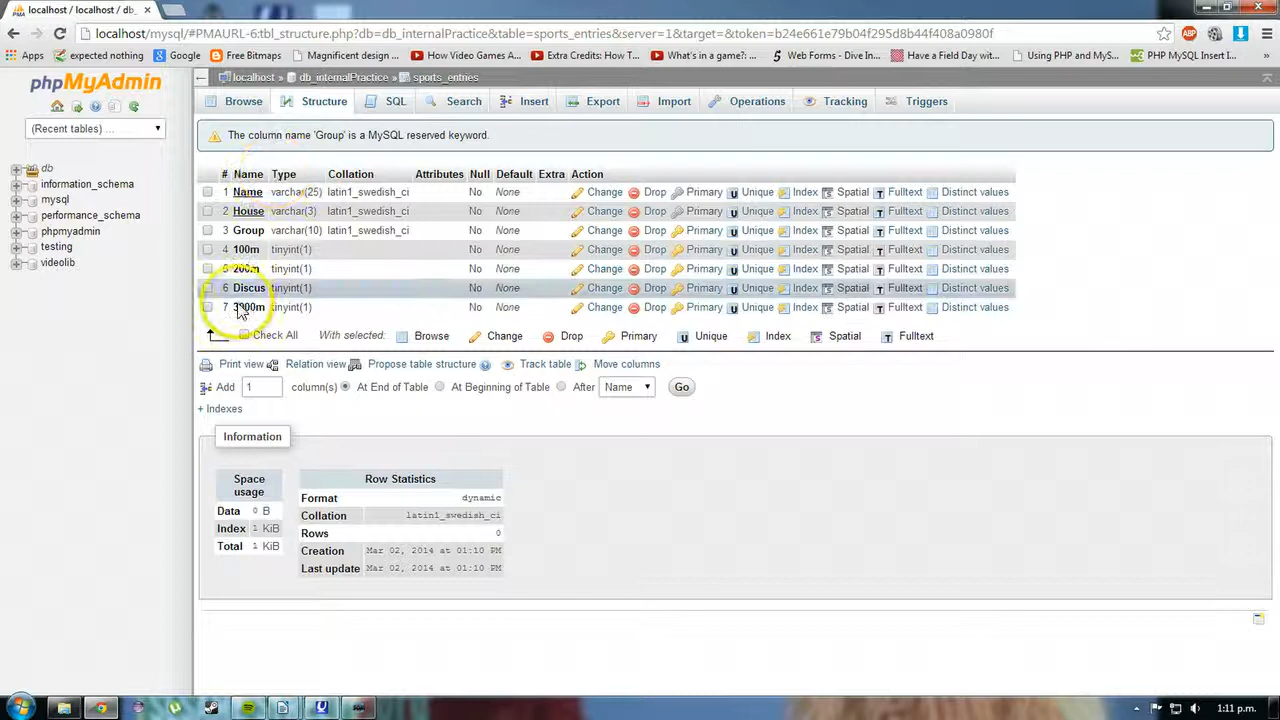 localhost / localhost / db_
localhost/mysql/#PMAURL-6:tbl_structure.php?db=db_internalPractice&table=sports_entries&server=1&target=&token=b24e661e79b04f295d8b44f408a0980f
Apps expecting nothing Google Free Bitmaps Magnificent design... How Video Games A... Extra Credits: How T... What's in a game?:... Web Forms - Dive In... Have a Field Day wit... Using PHP and MyS... PHP MySQL Insert I...
phpMyAdmin
localhost » db_internalPractice » sports_entries
Browse Structure SQL Search Insert Export Import Operations Tracking Triggers
(Recent tables) ...
The column name 'Group' is a MySQL reserved keyword.
db
information_schema
mysql
performance_schema
phpmyadmin
testing
videolib
# Name Type Collation Attributes Null Default Extra Action
1 Name varchar(25) latin1_swedish_ci No None Change Drop Primary Unique Index Spatial Fulltext Distinct values
2 House varchar(3) latin1_swedish_ci No None Change Drop Primary Unique Index Spatial Fulltext Distinct values
3 Group varchar(10) latin1_swedish_ci No None Change Drop Primary Unique Index Spatial Fulltext Distinct values
4 100m tinyint(1) No None Change Drop Primary Unique Index Spatial Fulltext Distinct values
5 200m tinyint(1) No None Change Drop Primary Unique Index Spatial Fulltext Distinct values
6 Discus tinyint(1) No None Change Drop Primary Unique Index Spatial Fulltext Distinct values
7 tinyint(1) No None Change Drop Primary Unique Index Spatial Fulltext Distinct values
Check All With selected: Browse Change Drop Primary Unique Index Spatial Fulltext
Print view Relation view Propose table structure Track table Move columns
Add 1 column(s) At End of Table At Beginning of Table After Name Go
+ Indexes
Information
Space usage
Data 0 B
Index 1 KiB
Total 1 KiB
Row Statistics
Format dynamic
Collation latin1_swedish_ci
Rows 0
Creation Mar 02, 2014 at 01:10 PM
Last update Mar 02, 2014 at 01:10 PM
1:11 p.m.